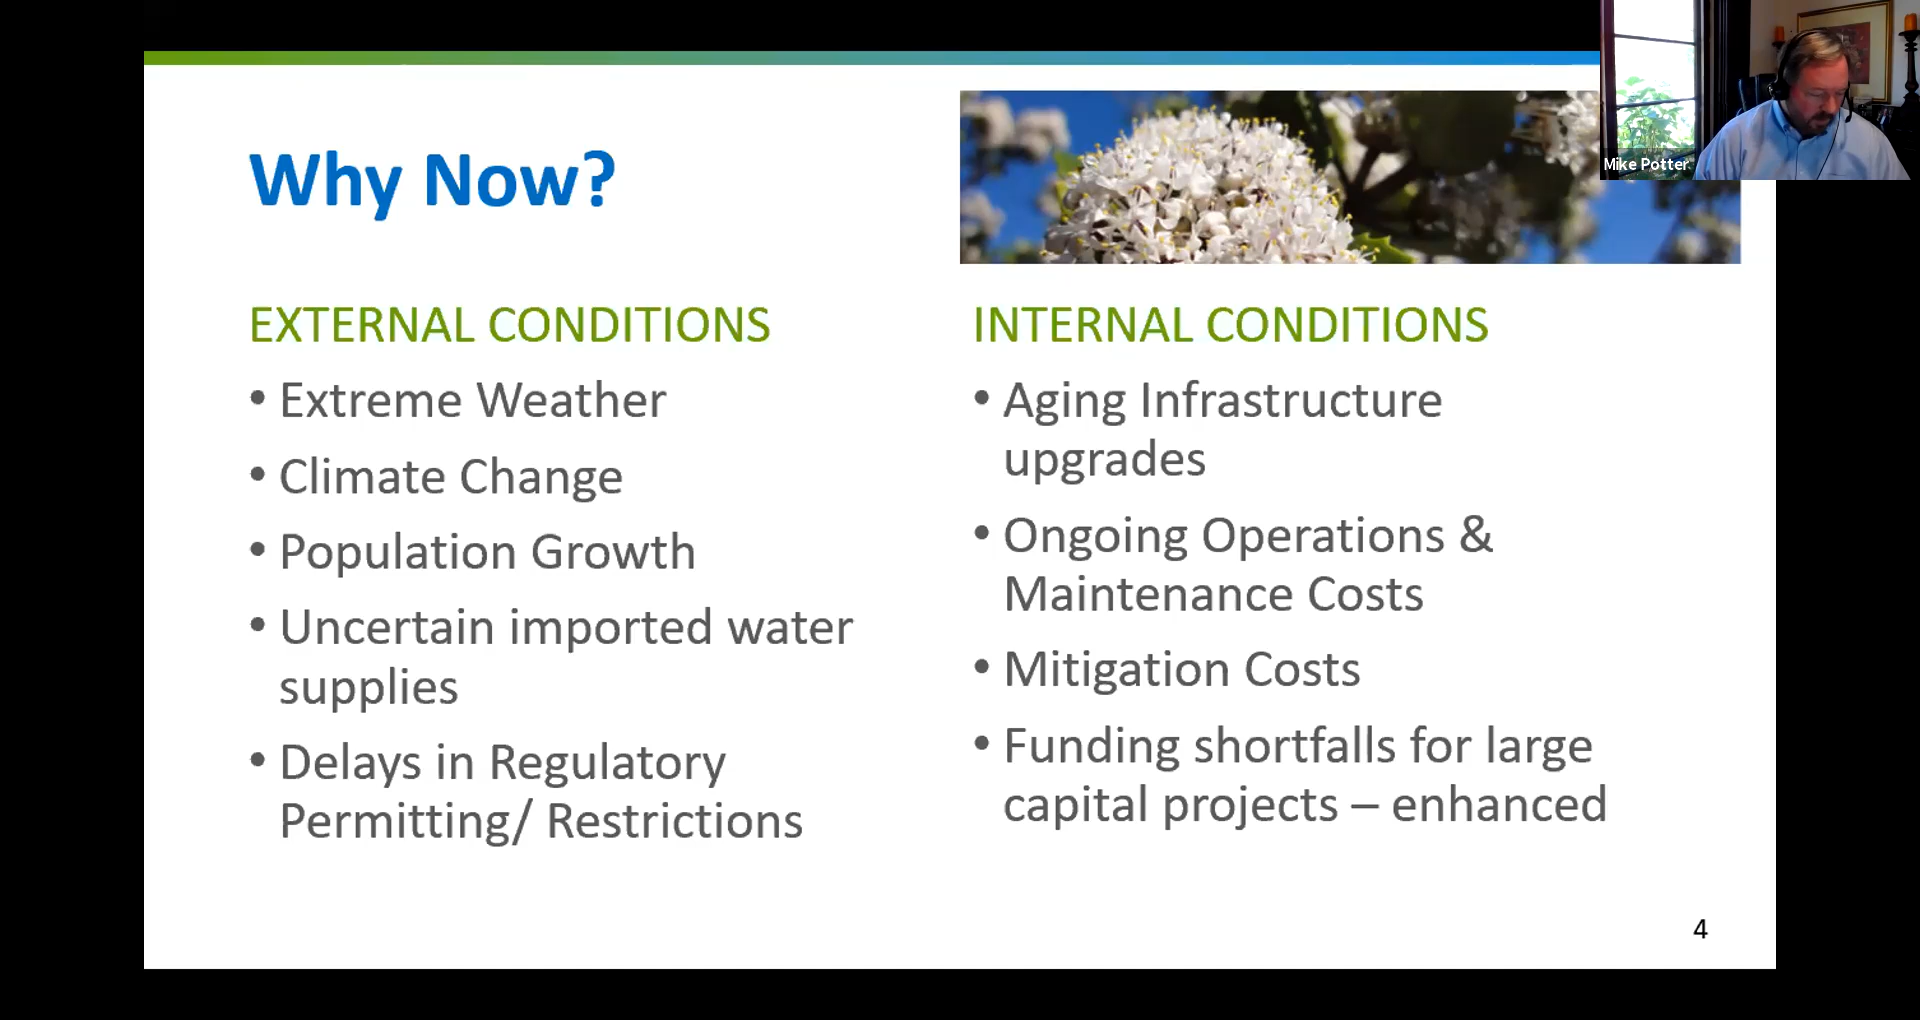 Why Now?
Mike Potter
EXTERNAL CONDITIONS
• Extreme Weather
• Climate Change
• Population Growth
• Uncertain imported water
supplies
• Delays in Regulatory
Permitting/ Restrictions
INTERNAL CONDITIONS
• Aging Infrastructure
upgrades
• Ongoing Operations &
Maintenance Costs
• Mitigation Costs
• Funding shortfalls for large
capital projects – enhanced
4